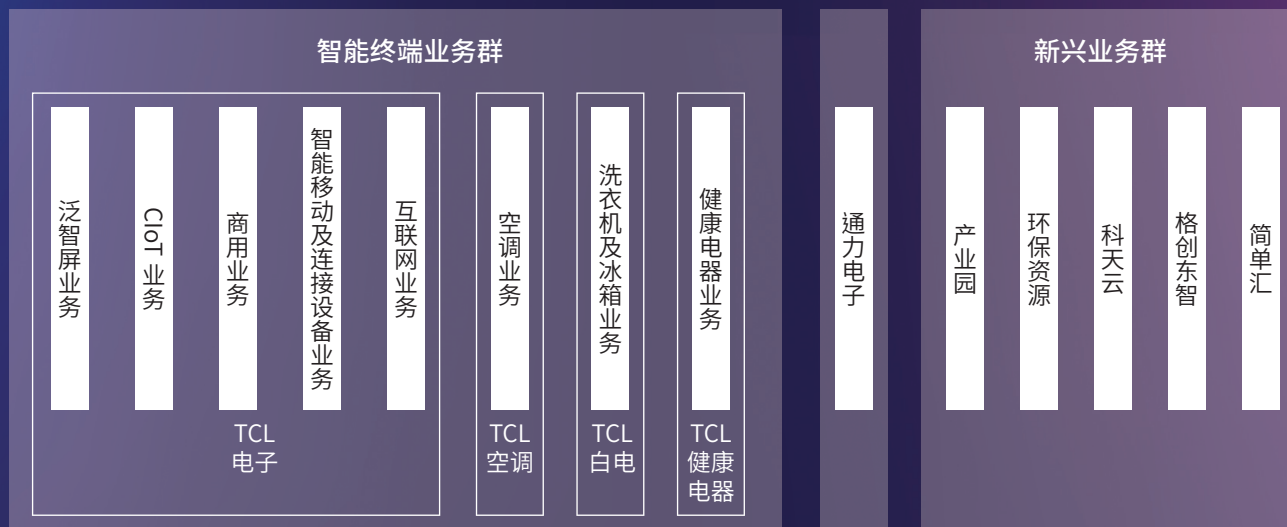 智能终端业务群
泛智屏业务
CIoT 业务
商用业务
智能移动及连接设备业务
互联网业务
TCL
电子
空调业务
TCL
空调
洗衣机及冰箱业务
TCL
白电
健康电器业务
TCL
健康
电器
通力电子
新兴业务群
产业园
环保资源
科天云
格创东智
简单汇